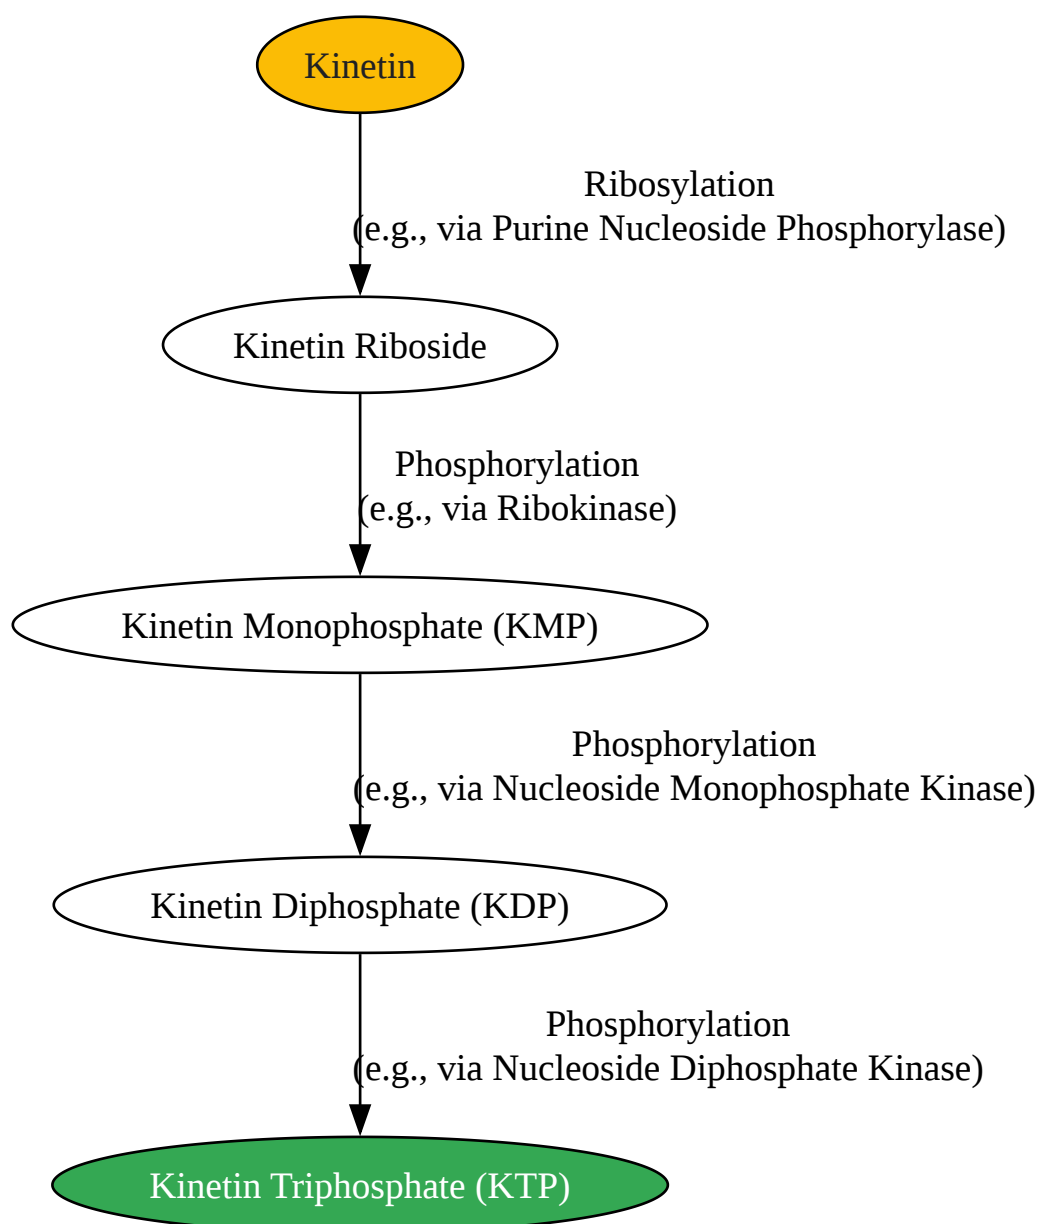 Kinetin
Ribosylation
(e.g., via Purine Nucleoside Phosphorylase)
Kinetin Riboside
Phosphorylation
(e.g., via Ribokinase)
Kinetin Monophosphate (KMP)
Phosphorylation
(e.g., via Nucleoside Monophosphate Kinase)
Kinetin Diphosphate (KDP)
Phosphorylation
(e.g., via Nucleoside Diphosphate Kinase)
Kinetin Triphosphate (KTP)